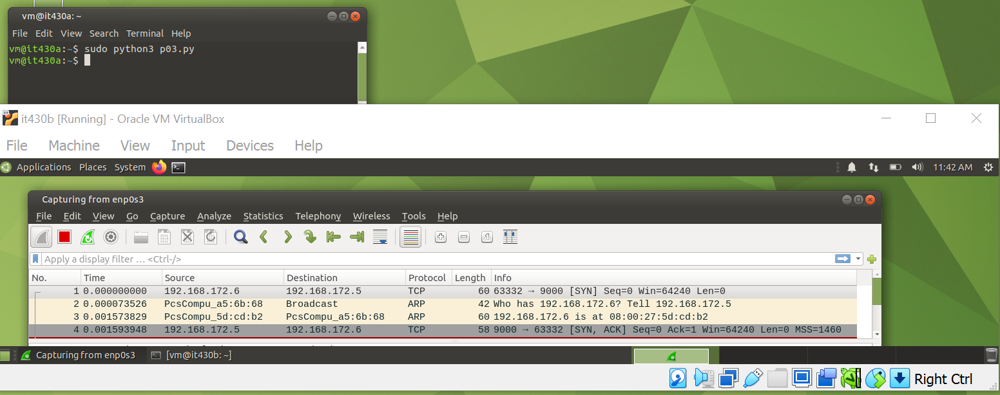 vm@it430a: ~
File Edit View Search Terminal Help
vm@it430a:~$ sudo python3 p03.py
vm@it430a:~$
it430b [Running] - Oracle VM VirtualBox
File Machine View Input Devices Help
Applications Places System 11:42 AM
Capturing from enp0s3
File Edit View Go Capture Analyze Statistics Telephony Wireless Tools Help
Apply a display filter … <Ctrl-/>
No. Time Source Destination Protocol Length Info
1 0.000000000 192.168.172.6 192.168.172.5 TCP 60 63332 → 9000 [SYN] Seq=0 Win=64240 Len=0
2 0.000073526 PcsCompu_a5:6b:68 Broadcast ARP 42 Who has 192.168.172.6? Tell 192.168.172.5
3 0.001573829 PcsCompu_5d:cd:b2 PcsCompu_a5:6b:68 ARP 60 192.168.172.6 is at 08:00:27:5d:cd:b2
4 0.001593948 192.168.172.5 192.168.172.6 TCP 58 9000 → 63332 [SYN, ACK] Seq=0 Ack=1 Win=64240 Len=0 MSS=1460
Capturing from enp0s3 [vm@it430b: ~]
Right Ctrl